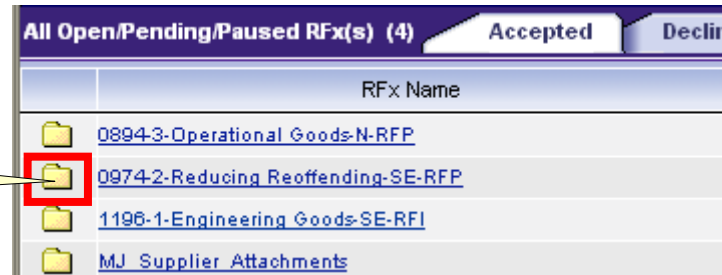 All Open/Pending/Paused RFx(s) (4) Accepted
RFx Name
0894-3-Operational Goods-N-RFP
0974-2-Reducing Reoffending-SE-RFP
1196-1-Engineering Goods-SE-RFI
MJ Supplier Attachments